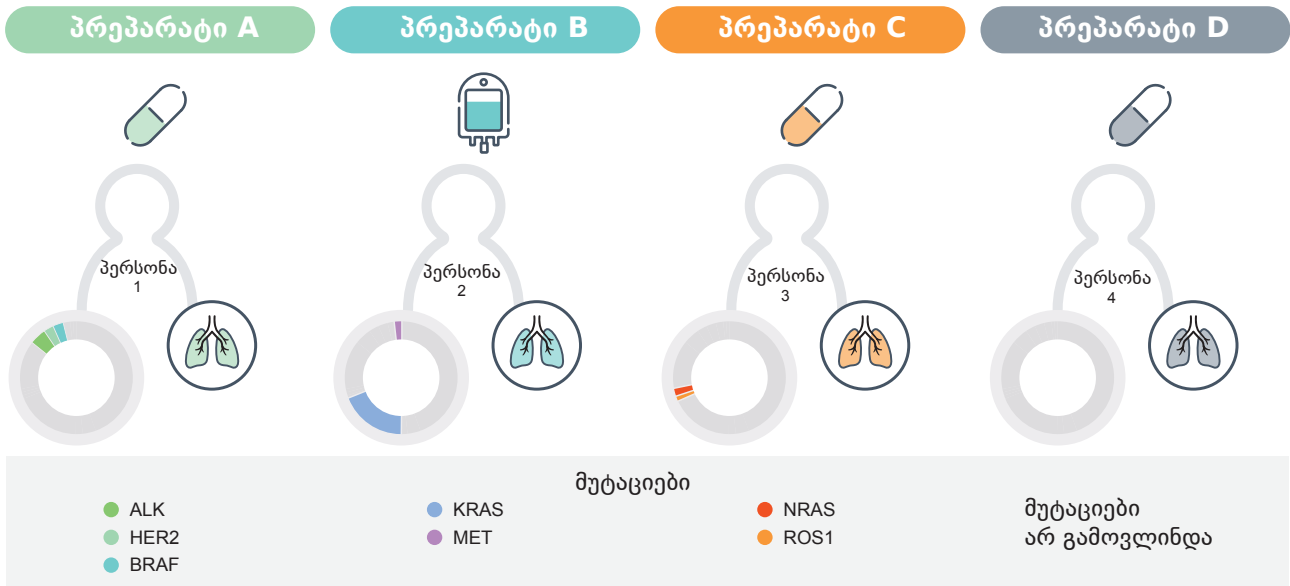 პრეპარატი A
პრეპარატი B
პრეპარატი C
პრეპარატი D
პერსონა
1
პერსონა
2
პერსონა
3
პერსონა
4
მუტაციები
ALK
HER2
BRAF
KRAS
MET
NRAS
ROS1
მუტაციები
არ გამოვლინდა